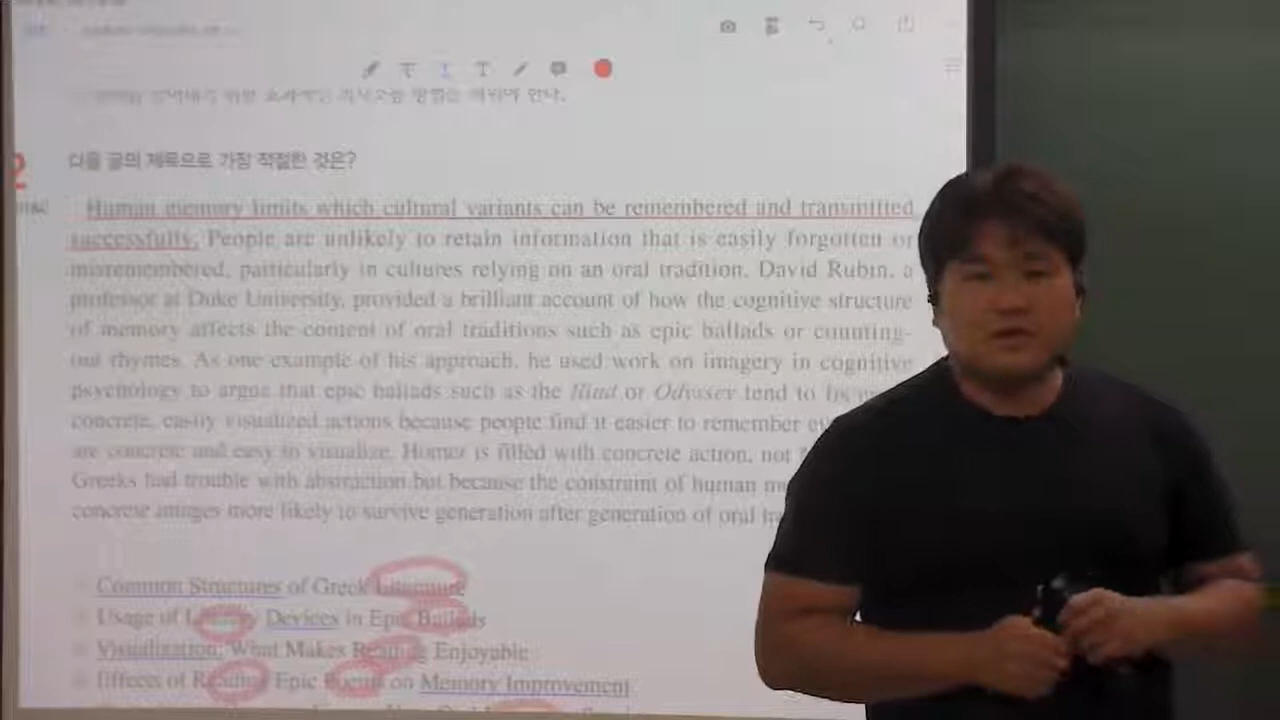 2
다음 글의 제목으로 가장 적절한 것은?
Human memory limits which cultural variants can be remembered and transmitted
successfully. People are unlikely to retain information that is easily forgotten or
misremembered, particularly in cultures relying on an oral tradition. David Rubin, a
professor at Duke University, provided a brilliant account of how the cognitive structure
of memory affects the content of oral traditions such as epic ballads or counting-
out rhymes. As one example of his approach, he used work on imagery in cognitive
psychology to argue that epic ballads such as the Iliad or Odyssey tend to
concrete, easily visualized actions because people find it easier to remember
are concrete and easy to visualize. Homer is filled with concrete action, not
Greeks had trouble with abstraction but because the constraint of human
concrete images more likely to survive generation after generation of oral
Common Structures of Greek Literature
Usage of Literary Devices in Epic Ballads
Visualization: What Makes Reading Enjoyable
Effects of Reading Epic Poems on Memory Improvement